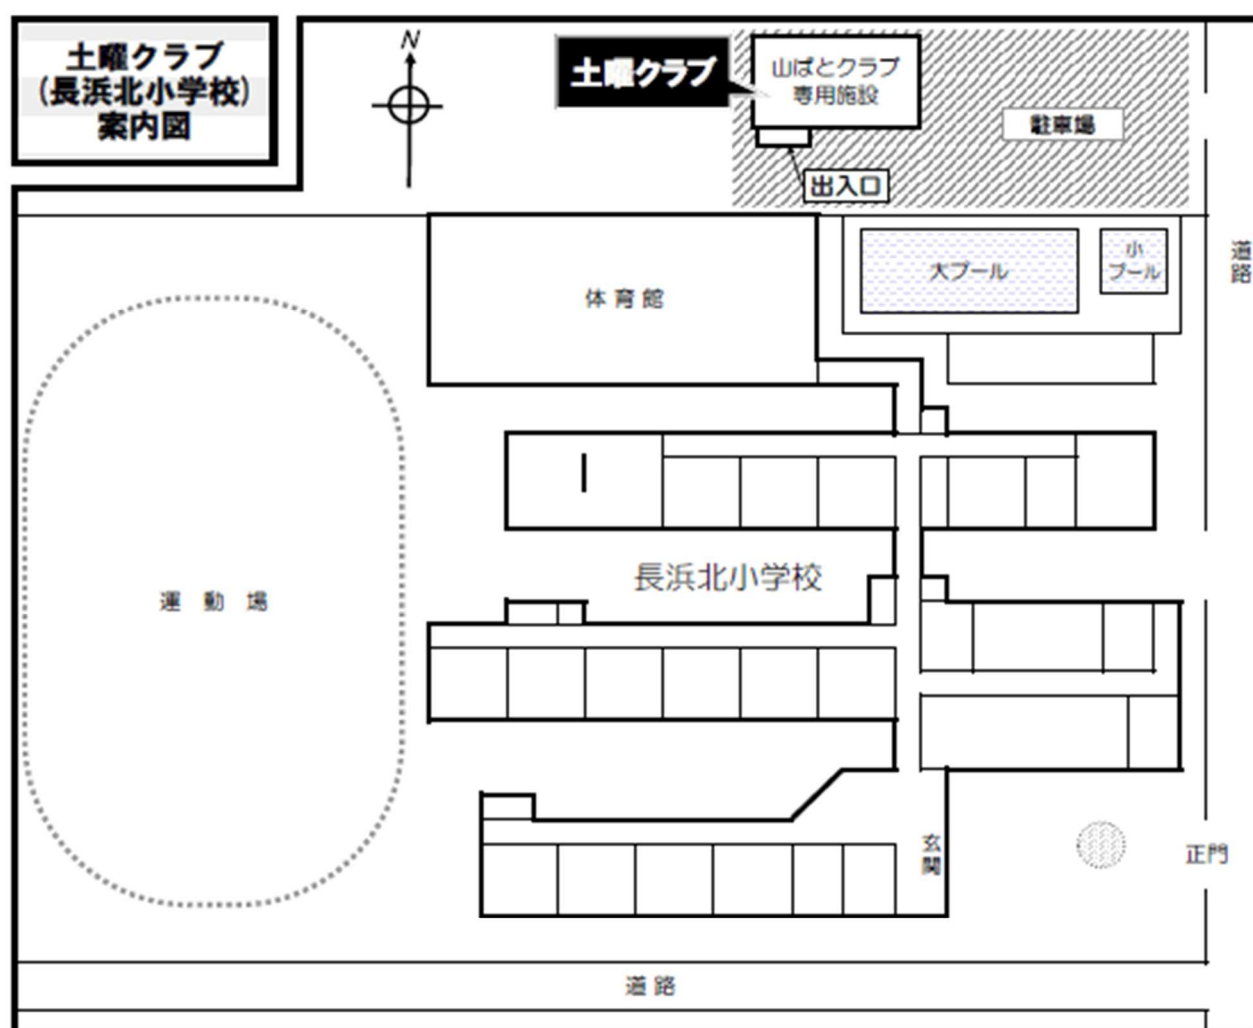 土曜クラブ
(長浜北小学校)
案内図
N
土曜クラブ
山ばとクラブ
専用施設
駐車場
出入口
道路
大プール
小
プール
体育館
運動場
長浜北小学校
玄関
正門
道路